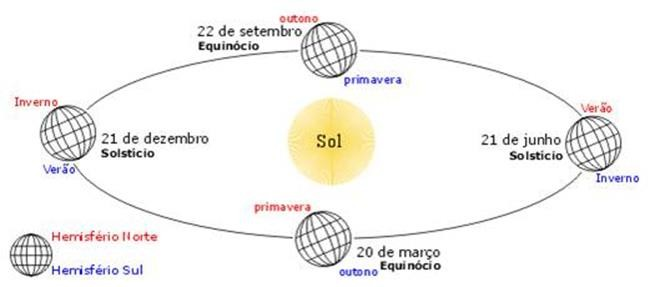 outono
22 de setembro
Equinócio
primavera
Inverno
21 de dezembro
Solstício
Verão
Sol
Verão
21 de junho
Solstício
Inverno
primavera
20 de março
Equinócio
outono
Hemisfério Norte
Hemisfério Sul